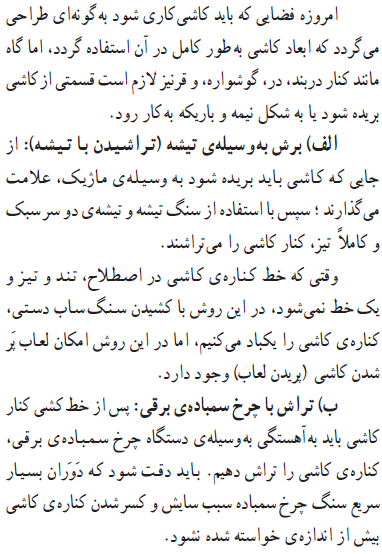 امروزه فضایی که باید کاشی‌کاری شود به‌گونه‌ای طراحی
می‌گردد که ابعاد کاشی به‌طور کامل در آن استفاده گردد، اما گاه
مانند کنار دربند، در، گوشواره، و قرنیز لازم است قسمتی از کاشی
بریده شود یا به شکل نیمه و باریکه به‌کار رود.
الف) برش به‌وسیله‌ی تیشه (تراشیدن با تیشه): از
جایی که کاشی باید بریده شود به وسیله‌ی ماژیک، علامت
می‌گذارند؛ سپس با استفاده از سنگ تیشه و تیشه‌ی دو سر سبک
و کاملاً تیز، کنار کاشی را می‌تراشند.
وقتی که خط کناره‌ی کاشی در اصطلاح، تند و تیز و
یک خط نمی‌شود، در این روش با کشیدن سنگ ساب دستی،
کناره‌ی کاشی را یکباد می‌کنیم، اما در این روش امکان لعاب پَر
شدن کاشی (پریدن لعاب) وجود دارد.
ب) تراش با چرخ سمباده‌ی برقی: پس از خط کشی کنار
کاشی باید به‌آهستگی به‌وسیله‌ی دستگاه چرخ سمباده‌ی برقی،
کناره‌ی کاشی را تراش دهیم. باید دقت شود که دَوَران بسیار
سریع سنگ چرخ سمباده سبب سایش و کسر شدن کناره‌ی کاشی
بیش از اندازه‌ی خواسته شده نشود.